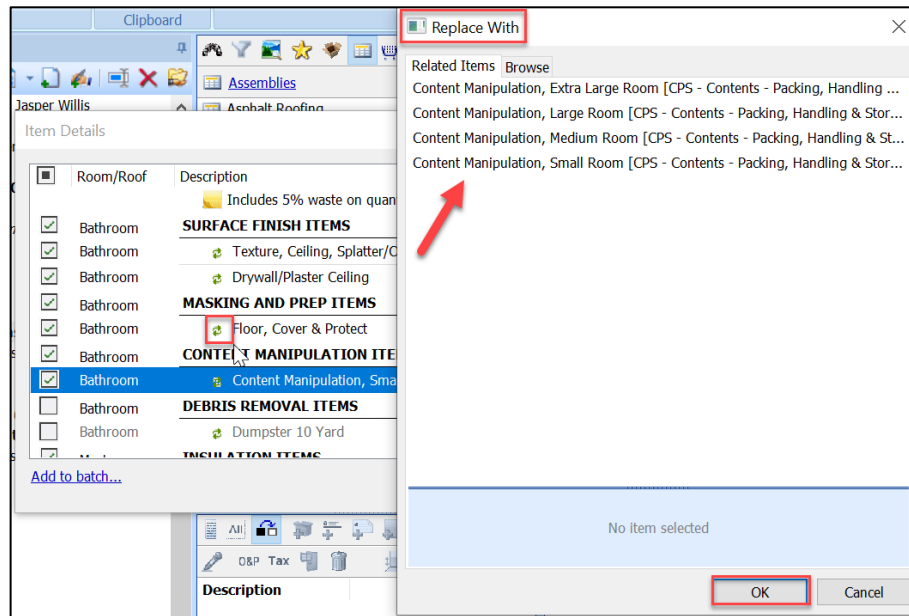 Clipboard
Assemblies
Jasper Willis
Asphalt Roofing
Item Details
Room/Roof Description
Includes 5% waste on quan
Bathroom SURFACE FINISH ITEMS
Bathroom Texture, Ceiling, Splatter/O
Bathroom Drywall/Plaster Ceiling
Bathroom MASKING AND PREP ITEMS
Bathroom Floor, Cover & Protect
Bathroom CONTENT MANIPULATION ITE
Bathroom Content Manipulation, Sma
Bathroom DEBRIS REMOVAL ITEMS
Bathroom Dumpster 10 Yard
INSULATION ITEMS
Add to batch...
All
O&P Tax
Description
Replace With
Related Items Browse
Content Manipulation, Extra Large Room [CPS - Contents - Packing, Handling ...
Content Manipulation, Large Room [CPS - Contents - Packing, Handling & Stor...
Content Manipulation, Medium Room [CPS - Contents - Packing, Handling & St...
Content Manipulation, Small Room [CPS - Contents - Packing, Handling & Stor...
No item selected
OK Cancel